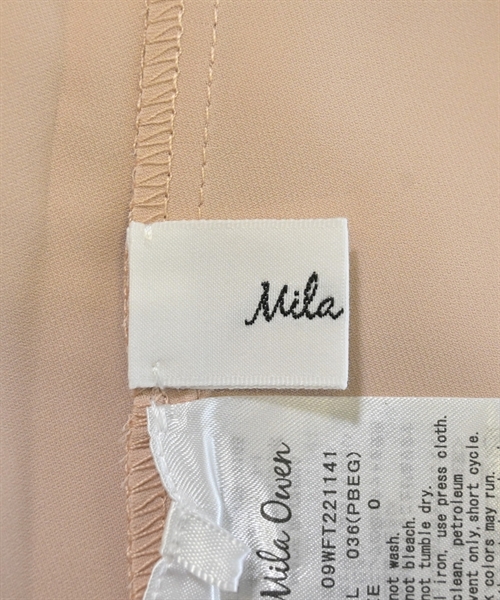 Mila
Mila Owen
09WFT221141
036(PBEG)
0
not wash.
not bleach.
not tumble dry.
iron, use press cloth.
clean, petroleum
vent only, short cycle.
colors may run.